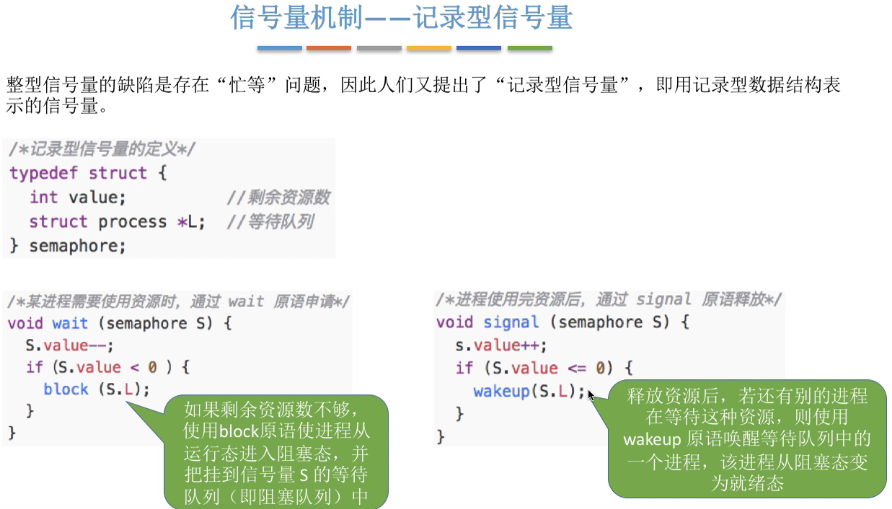 信号量机制——记录型信号量
整型信号量的缺陷是存在“忙等”问题，因此人们又提出了“记录型信号量”，即用记录型数据结构表
示的信号量。
/*记录型信号量的定义*/
typedef struct {
int value; //剩余资源数
struct process *L; //等待队列
} semaphore;
/*某进程需要使用资源时，通过 wait 原语申请*/
void wait (semaphore S) {
S.value--;
if (S.value < 0 ) {
block (S.L);
}
}
如果剩余资源数不够，
使用block原语使进程从
运行态进入阻塞态，并
把挂到信号量 S 的等待
队列（即阻塞队列）中
/*进程使用完资源后，通过 signal 原语释放*/
void signal (semaphore S) {
s.value++;
if (S.value <= 0) {
wakeup(S.L);
}
}
释放资源后，若还有别的进程
在等待这种资源，则使用
wakeup 原语唤醒等待队列中的
一个进程，该进程从阻塞态变
为就绪态